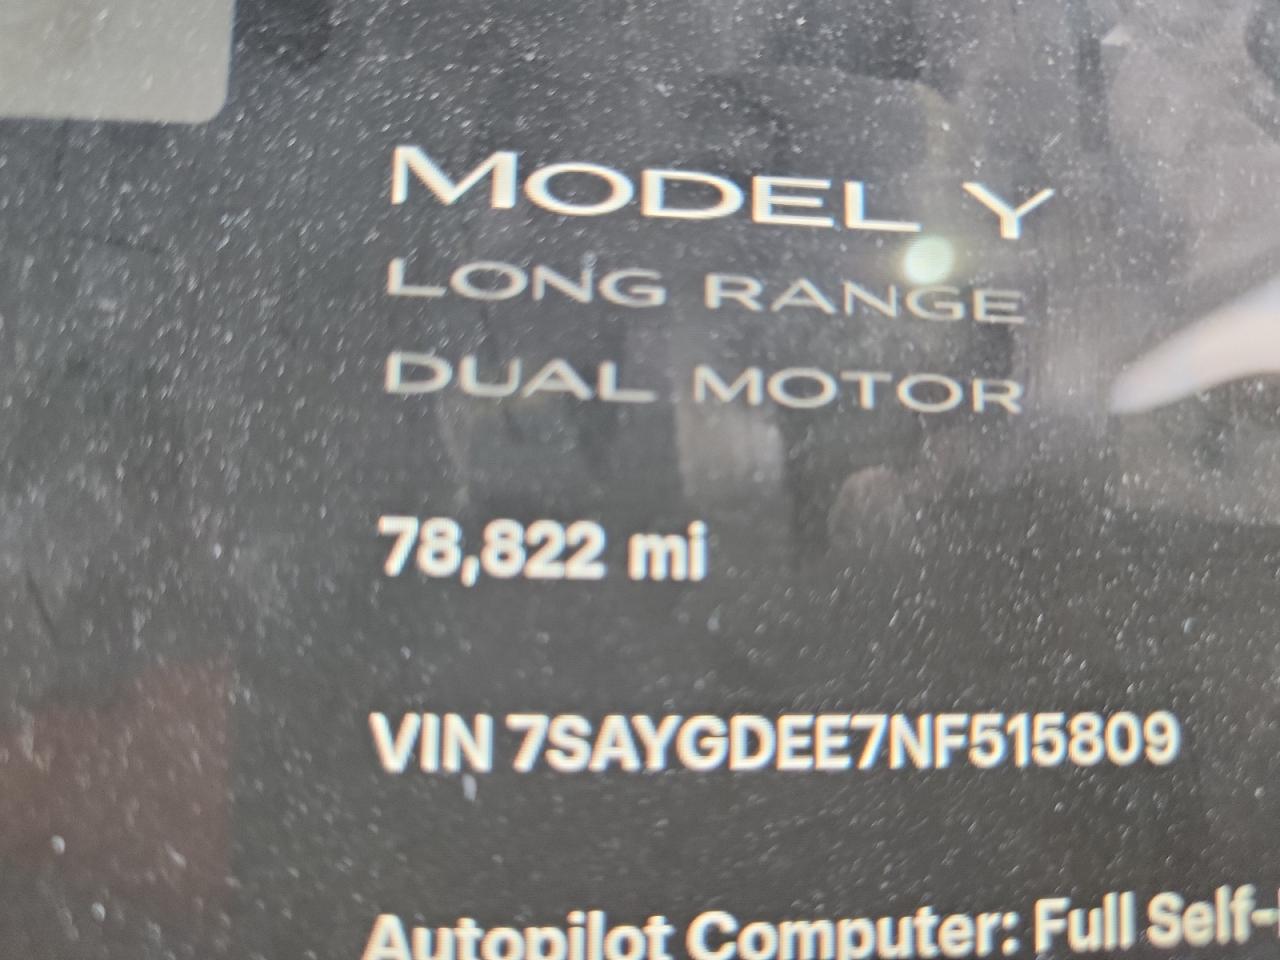 MODEL Y
LONG RANGE
DUAL MOTOR
78,822 mi
VIN 7SAYGDEE7NF515809
Autopilot Computer: Full Self-